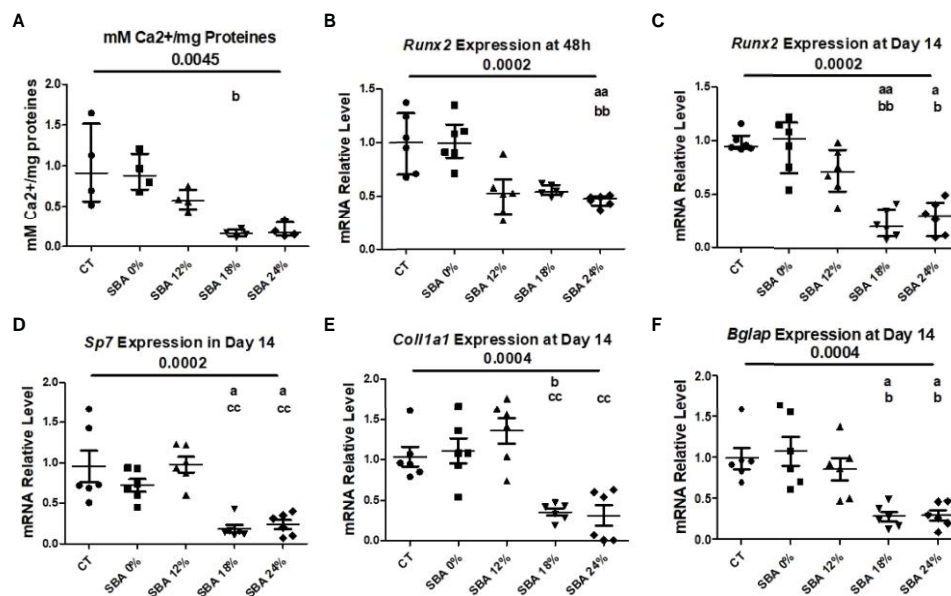 A
mM Ca2+/mg Proteines
0.0045
b
mM Ca2+/mg proteines
2.0
1.5
1.0
0.5
0.0
CT
SBA 0%
SBA 12%
SBA 18%
SBA 24%
B
Runx2 Expression at 48h
0.0002
aa
bb
mRNA Relative Level
1.5
1.0
0.5
0.0
CT
SBA 0%
SBA 12%
SBA 18%
SBA 24%
C
Runx2 Expression at Day 14
0.0002
aa
bb
a
b
mRNA Relative Level
1.5
1.0
0.5
0.0
CT
SBA 0%
SBA 12%
SBA 18%
SBA 24%
D
Sp7 Expression in Day 14
0.0002
a
cc
a
cc
mRNA Relative Level
2.0
1.5
1.0
0.5
0.0
CT
SBA 0%
SBA 12%
SBA 18%
SBA 24%
E
Coll1a1 Expression at Day 14
0.0004
b
cc
cc
mRNA Relative Level
2.0
1.5
1.0
0.5
0.0
CT
SBA 0%
SBA 12%
SBA 18%
SBA 24%
F
Bglap Expression at Day 14
0.0004
a
b
a
b
mRNA Relative Level
2.0
1.5
1.0
0.5
0.0
CT
SBA 0%
SBA 12%
SBA 18%
SBA 24%